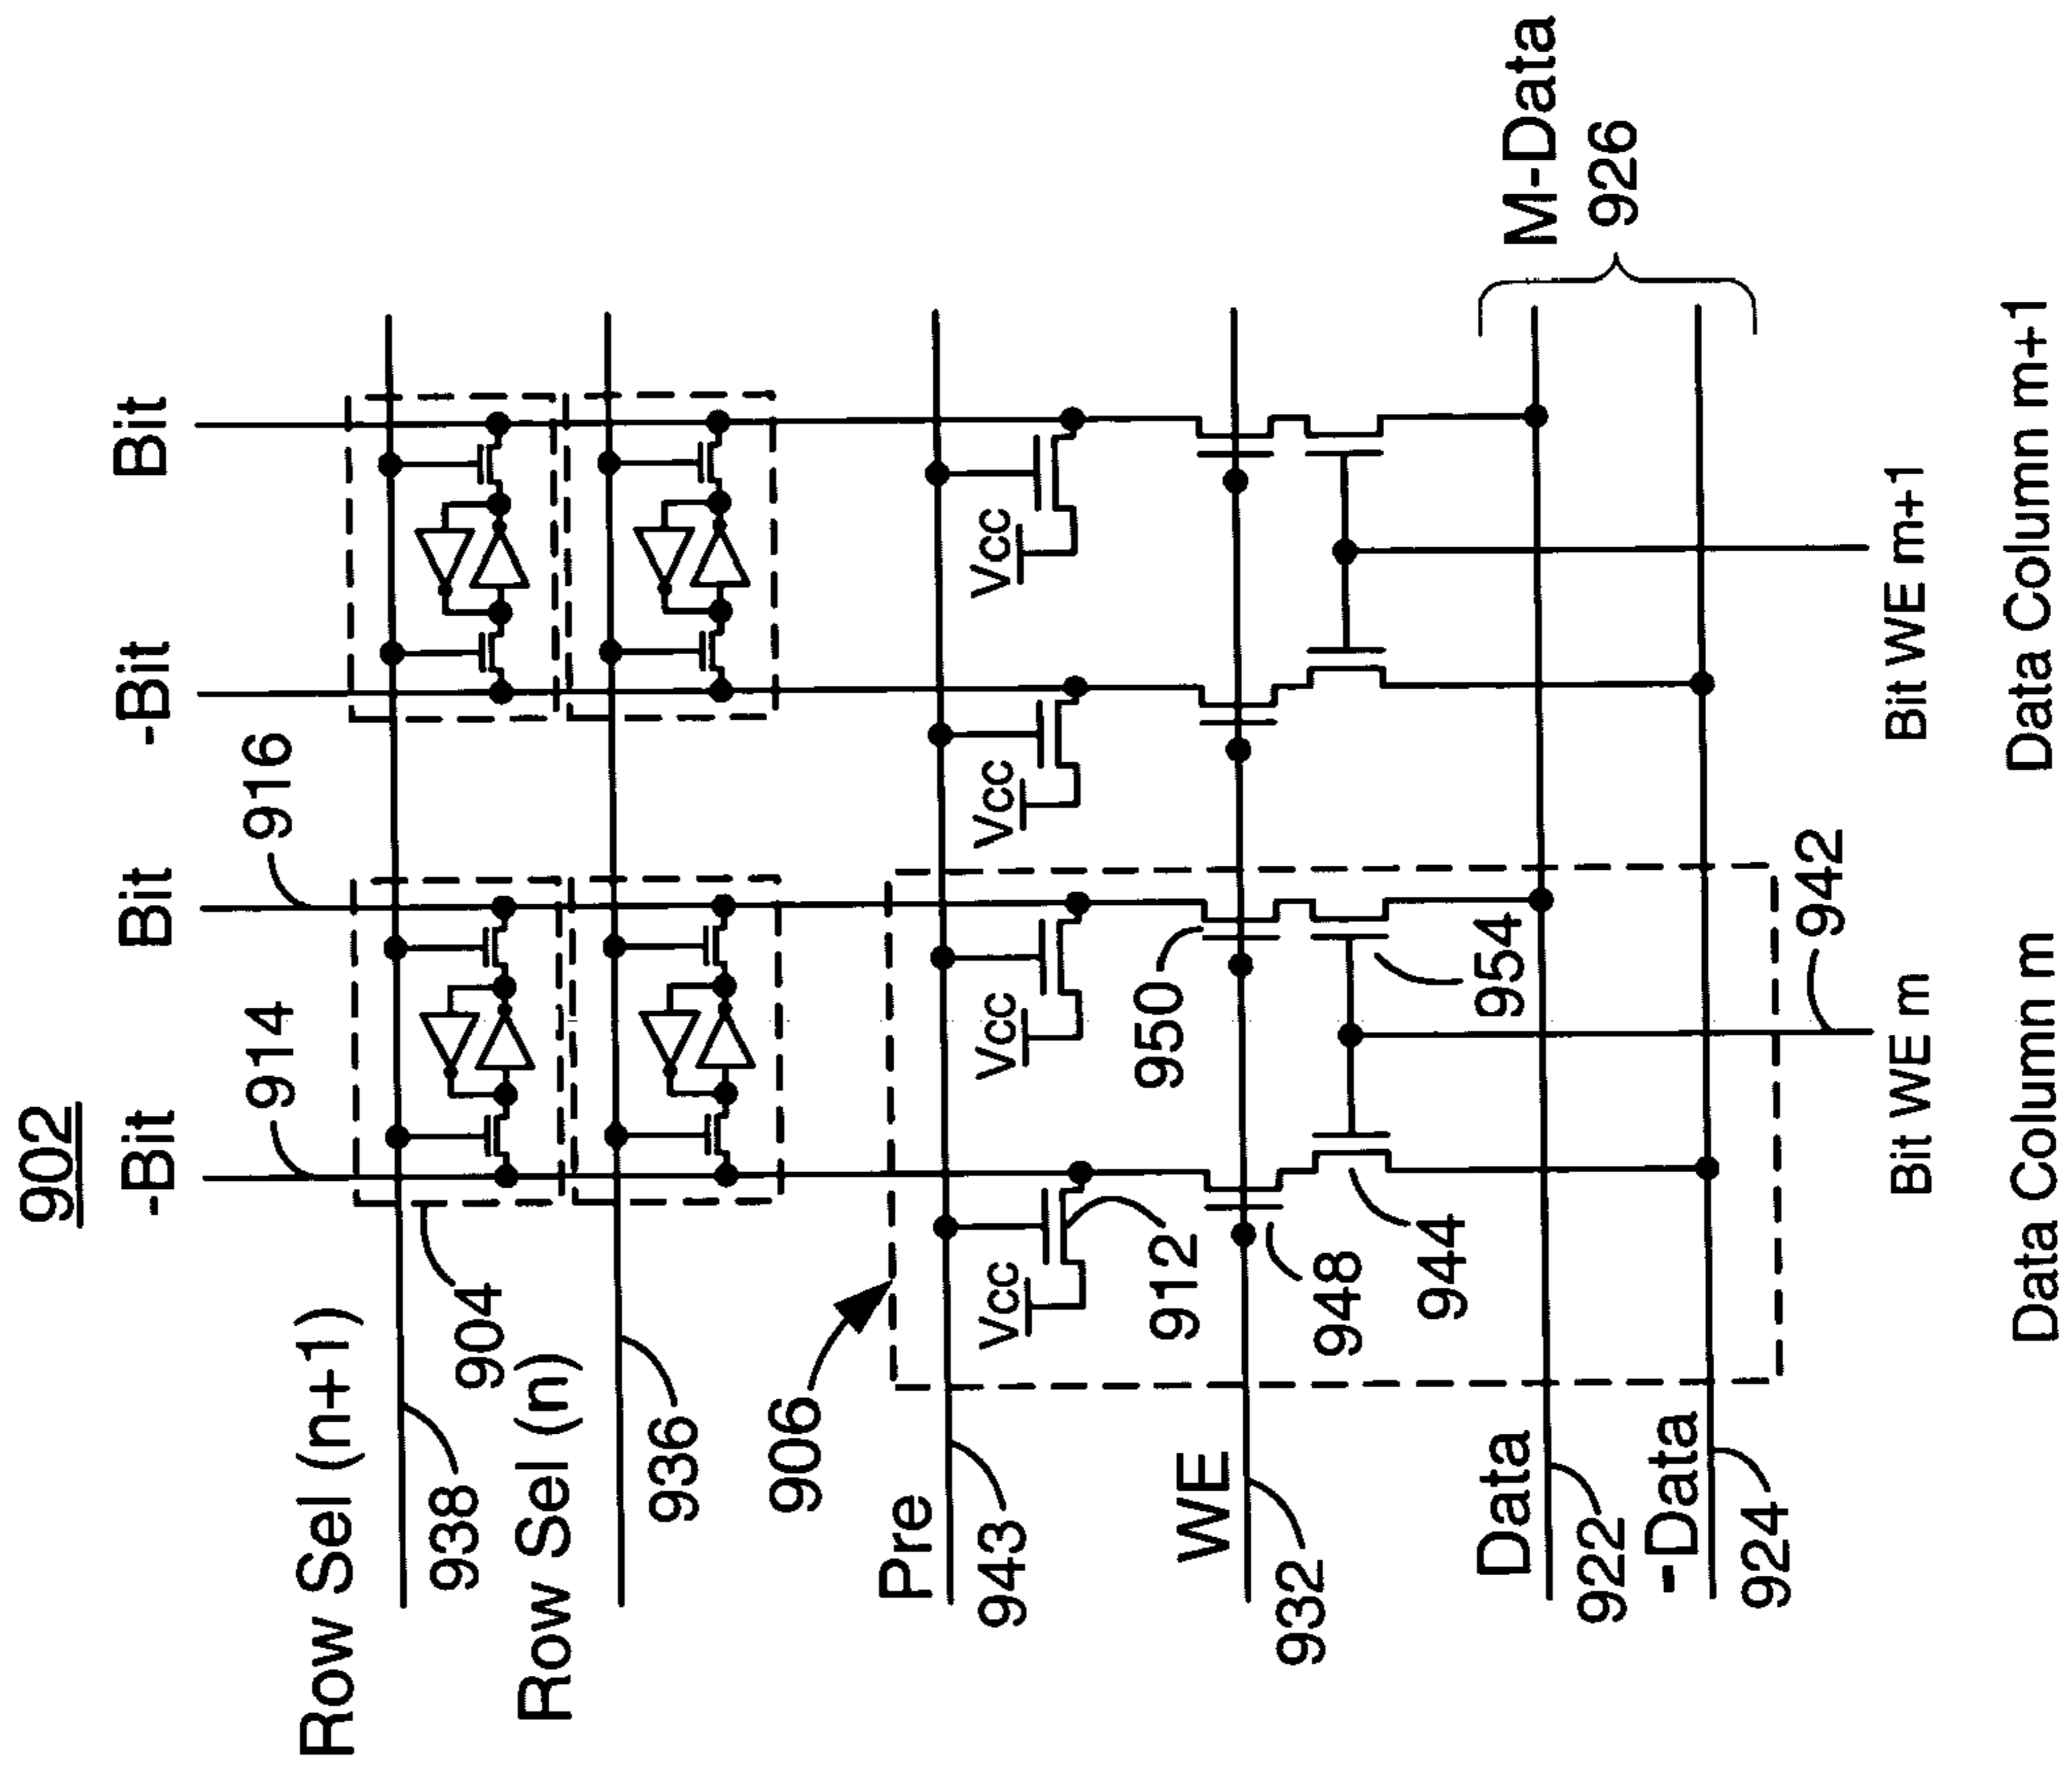 902
-Bit
Bit
-Bit
Bit
914
916
Row Sel (n+1)
938
904
Row Sel (n)
936
906
Pre
943
Vcc
Vcc
Vcc
Vcc
912
WE
932
948
950
944
954
Data
922
-Data
924
M-Data
926
942
Bit WE m
Bit WE m+1
Data Column m
Data Column m+1